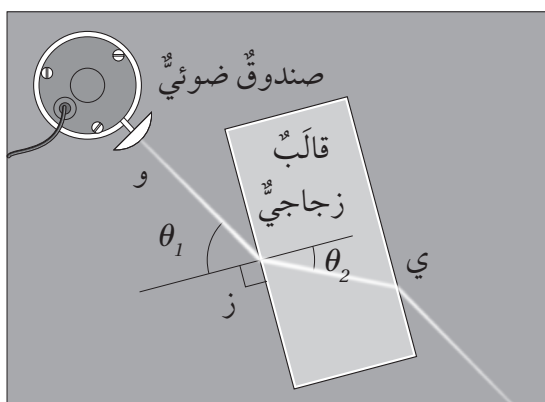 صندوقٌ ضوئيٌّ
قالَبٌ
زجاجيٌّ
و
θ₁
θ₂
ي
ز